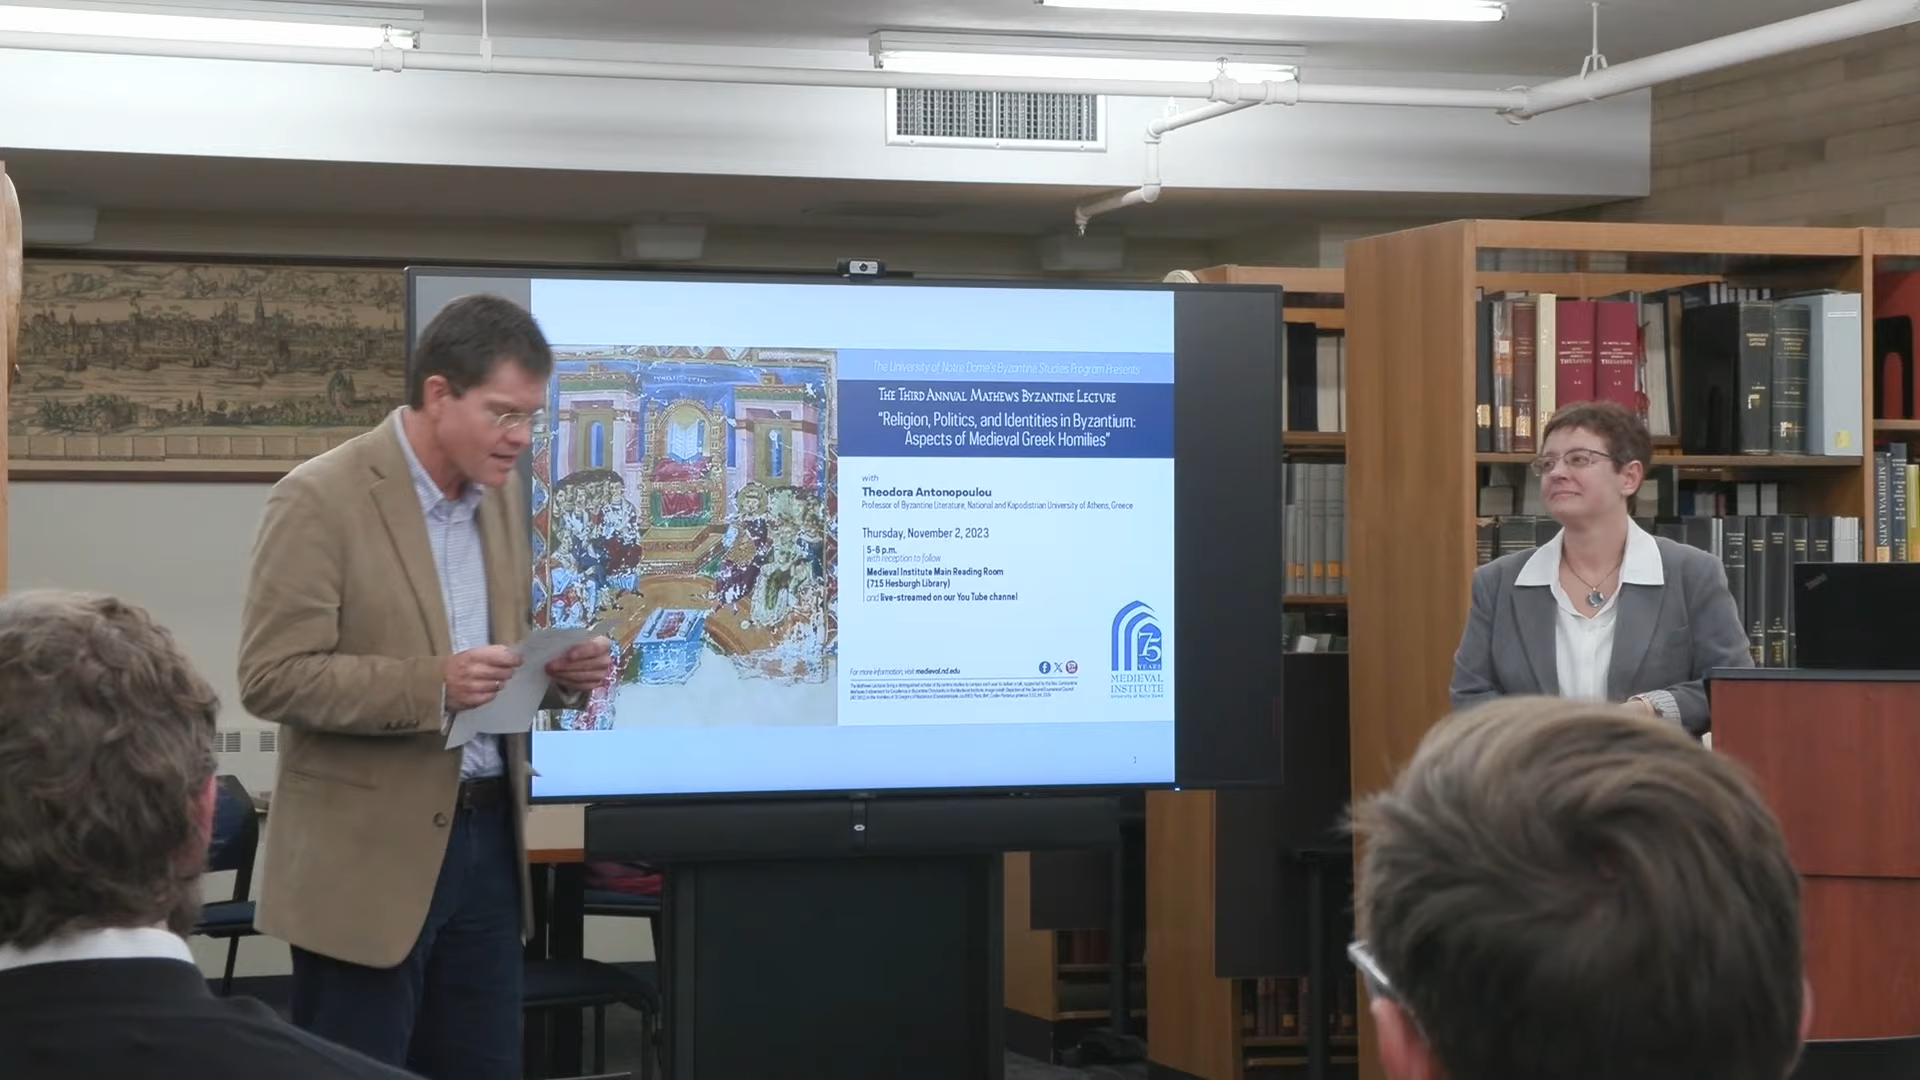 The University of Notre Dame's Byzantine Studies Program Presents
The Third Annual Mathews Byzantine Lecture
"Religion, Politics, and Identities in Byzantium:
Aspects of Medieval Greek Homilies"
with
Theodora Antonopoulou
Professor of Byzantine Literature, National and Kapodistrian University of Athens, Greece
Thursday, November 2, 2023
5-6 p.m.
with reception to follow
Medieval Institute Main Reading Room
(715 Hesburgh Library)
and live-streamed on our YouTube channel
For more information, visit medieval.nd.edu
75
YEARS
MEDIEVAL
INSTITUTE
University of Notre Dame
1
MEDIEVAL LATIN